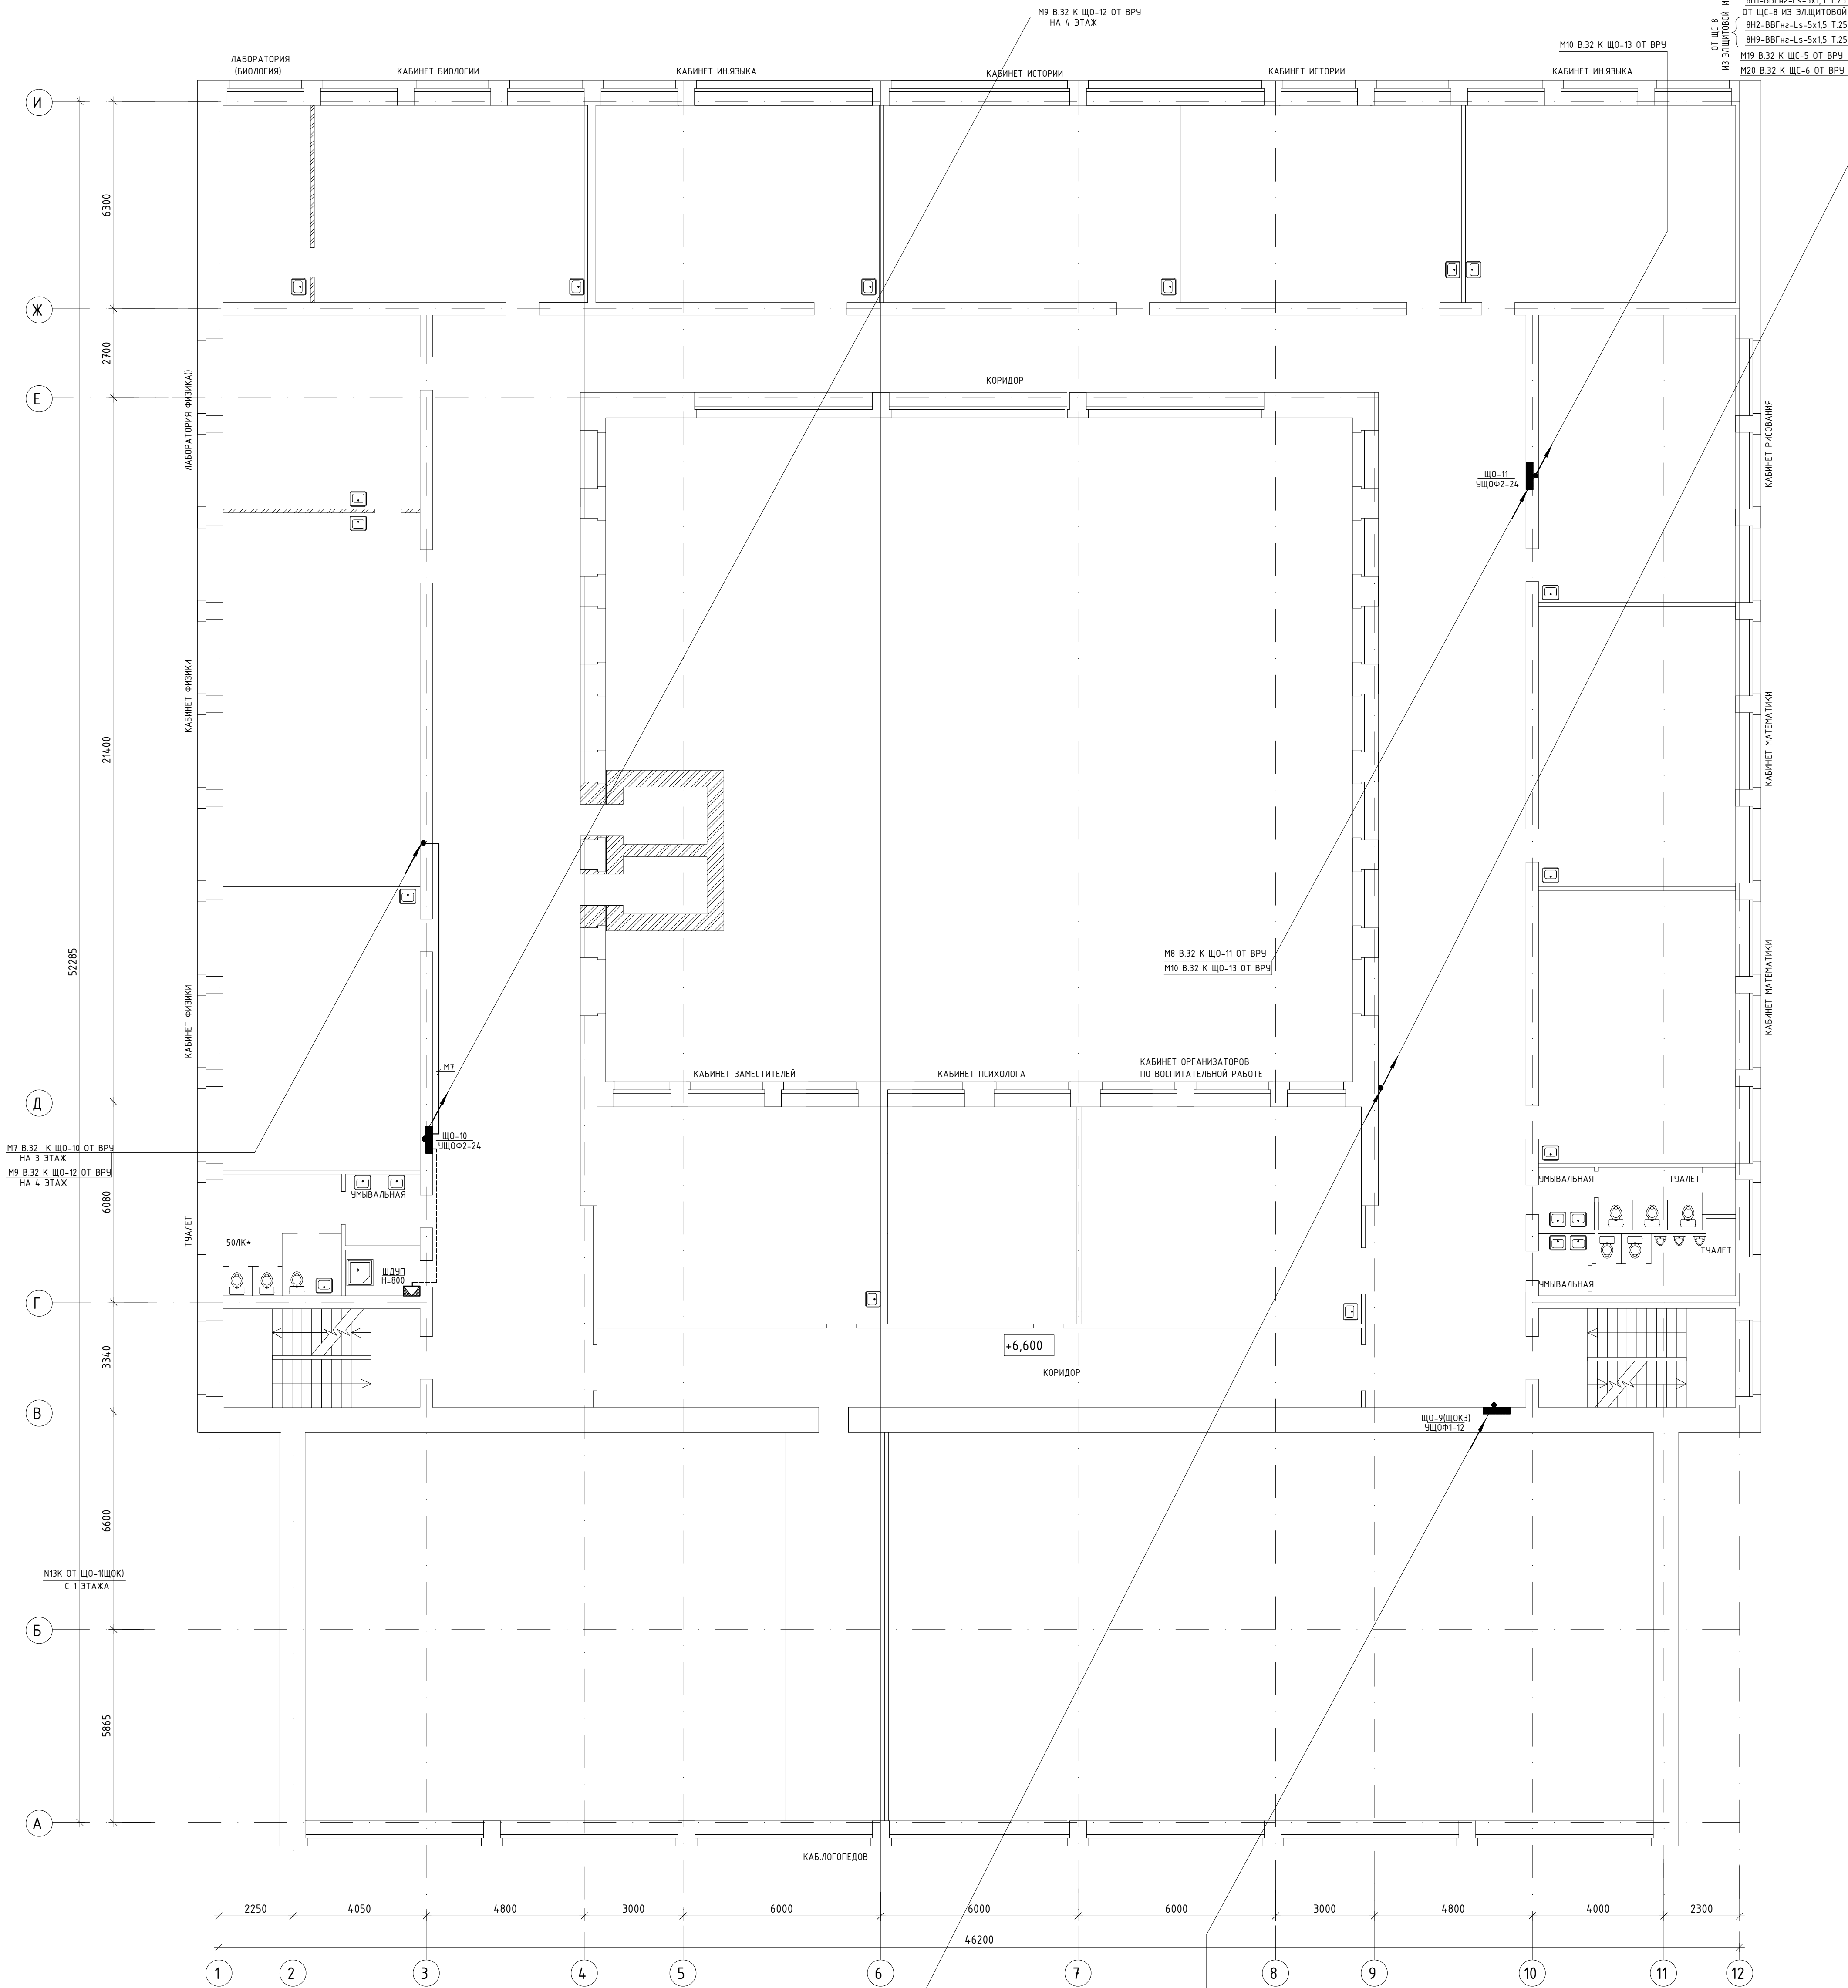 М9 В.32 К ЩО-12 ОТ ВРУ
НА 4 ЭТАЖ
ОТ ЩС-8
ОТ ЩС-8 ИЗ ЭЛ.ЩИТОВОЙ
8Н2-ВВГнг-Ls-5х1,5 Т.25
8Н9-ВВГнг-Ls-5х1,5 Т.25
М10 В.32 К ЩО-13 ОТ ВРУ
М19 В.32 К ЩС-5 ОТ ВРУ
М20 В.32 К ЩС-6 ОТ ВРУ
ЛАБОРАТОРИЯ
(БИОЛОГИЯ)
КАБИНЕТ БИОЛОГИИ
КАБИНЕТ ИН.ЯЗЫКА
КАБИНЕТ ИСТОРИИ
КАБИНЕТ ИСТОРИИ
КАБИНЕТ ИН.ЯЗЫКА
И
6300
Ж
2700
Е
КОРИДОР
ЛАБОРАТОРИЯ ФИЗИКА()
КАБИНЕТ РИСОВАНИЯ
ЩО-11
УЩОФ2-24
КАБИНЕТ ФИЗИКИ
КАБИНЕТ МАТЕМАТИКИ
21400
52285
М8 В.32 К ЩО-11 ОТ ВРУ
М10 В.32 К ЩО-13 ОТ ВРУ
КАБИНЕТ ФИЗИКИ
КАБИНЕТ МАТЕМАТИКИ
М7
КАБИНЕТ ЗАМЕСТИТЕЛЕЙ
КАБИНЕТ ПСИХОЛОГА
КАБИНЕТ ОРГАНИЗАТОРОВ
ПО ВОСПИТАТЕЛЬНОЙ РАБОТЕ
Д
ЩО-10
УЩОФ2-24
М7 В.32 К ЩО-10 ОТ ВРУ
НА 3 ЭТАЖ
М9 В.32 К ЩО-12 ОТ ВРУ
НА 4 ЭТАЖ
6080
УМЫВАЛЬНАЯ
УМЫВАЛЬНАЯ
ТУАЛЕТ
ТУАЛЕТ
50ЛК*
ТУАЛЕТ
ШДУП
Н=800
УМЫВАЛЬНАЯ
Г
3340
+6,600
КОРИДОР
В
ЩО-9(ЩОК3)
УЩОФ1-12
6600
N13К ОТ ЩО-1(ЩОК)
С 1 ЭТАЖА
Б
5865
А
КАБ.ЛОГОПЕДОВ
2250 4050 4800 3000 6000 6000 6000 3000 4800 4000 2300
46200
1 2 3 4 5 6 7 8 9 10 11 12